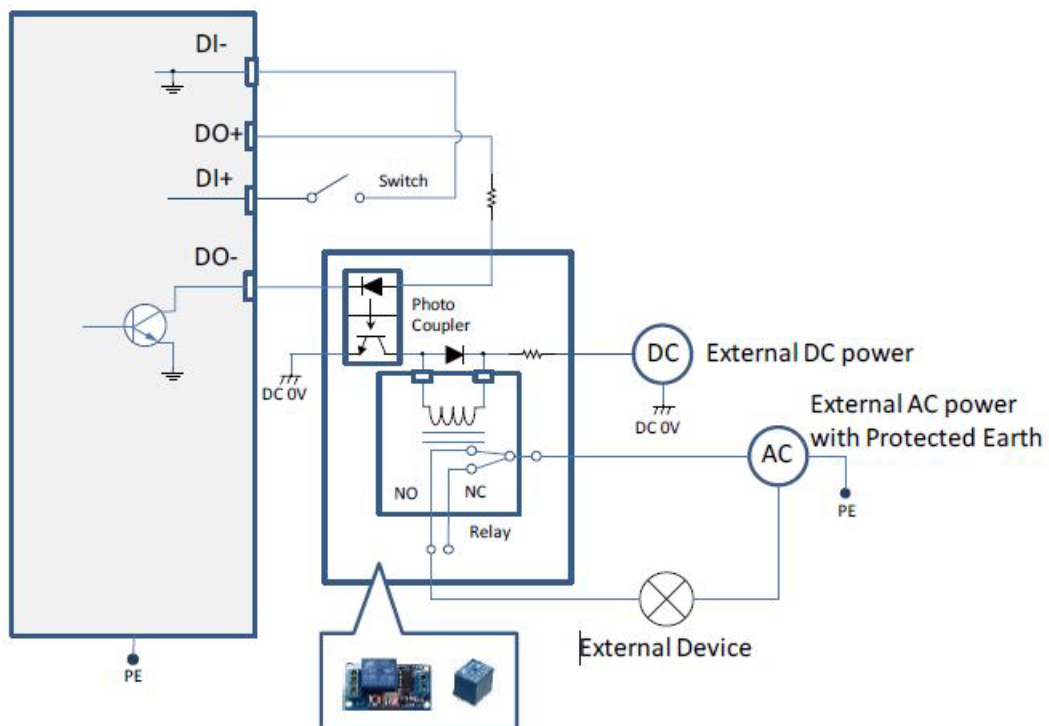 DI-
DO+
DI+
Switch
DO-
Photo
Coupler
DC 0V
DC
External DC power
DC 0V
External AC power
with Protected Earth
AC
PE
NO
NC
Relay
External Device
PE